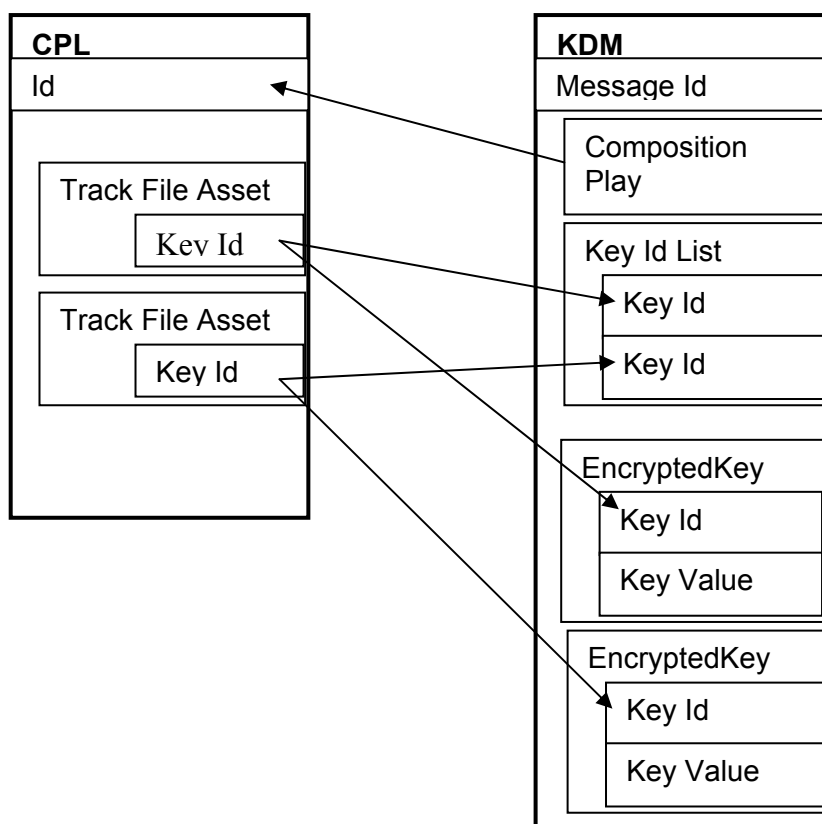 CPL
Id
Track File Asset
Key Id
Track File Asset
Key Id
KDM
Message Id
Composition
Play
Key Id List
Key Id
Key Id
EncryptedKey
Key Id
Key Value
EncryptedKey
Key Id
Key Value